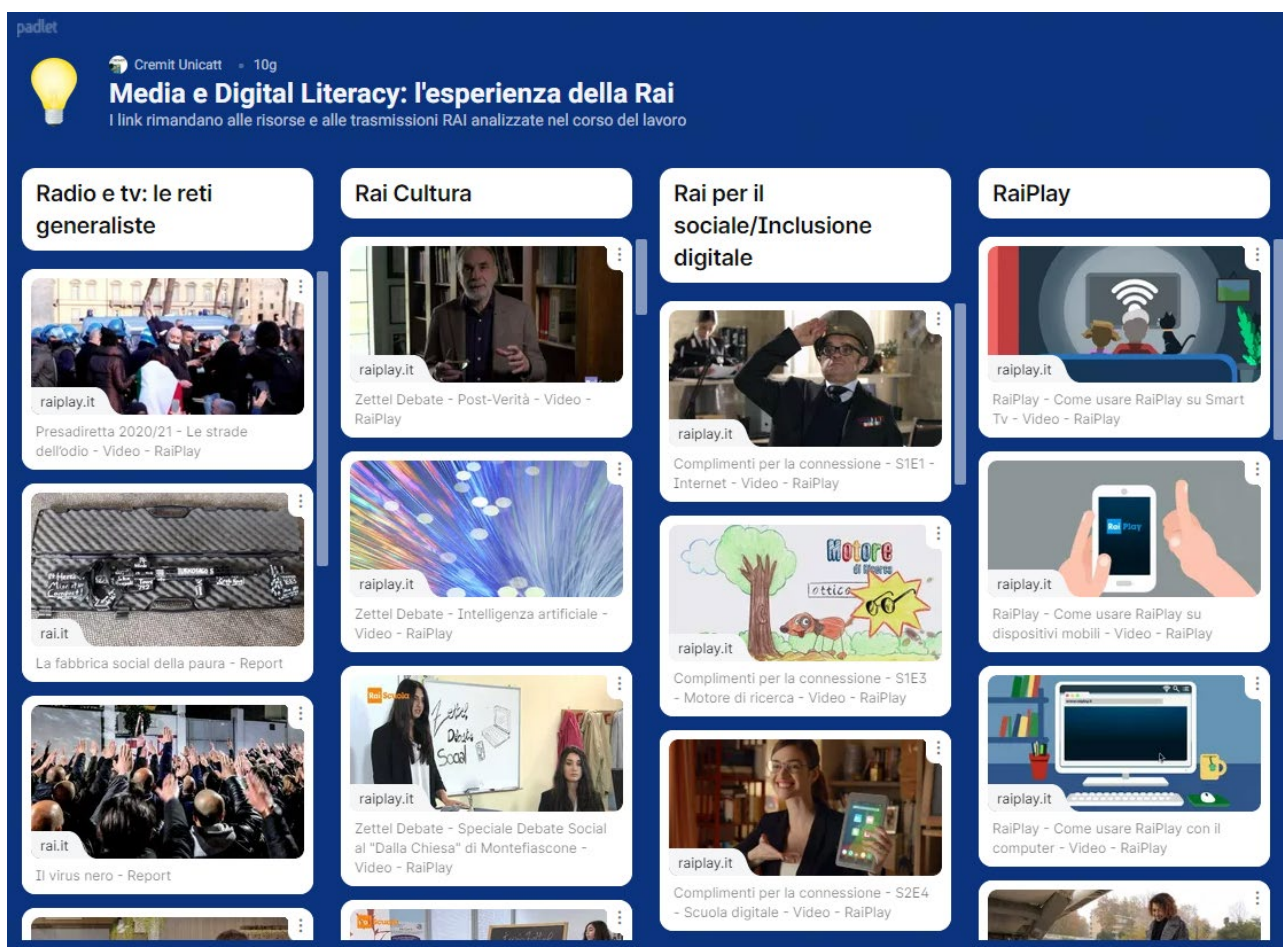 padlet
Cremit Unicatt • 10g
Media e Digital Literacy: l'esperienza della Rai
I link rimandano alle risorse e alle trasmissioni RAI analizzate nel corso del lavoro
Radio e tv: le reti
generaliste
raiplay.it
Presadiretta 2020/21 - Le strade
dell'odio - Video - RaiPlay
rai.it
La fabbrica social della paura - Report
rai.it
Il virus nero - Report
Rai Cultura
raiplay.it
Zettel Debate - Post-Verità - Video -
RaiPlay
raiplay.it
Zettel Debate - Intelligenza artificiale -
Video - RaiPlay
Rai Scuola
Zettel
Debate
Social
raiplay.it
Zettel Debate - Speciale Debate Social
al "Dalla Chiesa" di Montefiascone -
Video - RaiPlay
Rai per il
sociale/Inclusione
digitale
raiplay.it
Complimenti per la connessione - S1E1 -
Internet - Video - RaiPlay
Motore
di Ricerca
ottica
raiplay.it
Complimenti per la connessione - S1E3
- Motore di ricerca - Video - RaiPlay
raiplay.it
Complimenti per la connessione - S2E4
- Scuola digitale - Video - RaiPlay
RaiPlay
raiplay.it
RaiPlay - Come usare RaiPlay su Smart
Tv - Video - RaiPlay
Rai Play
raiplay.it
RaiPlay - Come usare RaiPlay su
dispositivi mobili - Video - RaiPlay
raiplay.it
RaiPlay - Come usare RaiPlay con il
computer - Video - RaiPlay